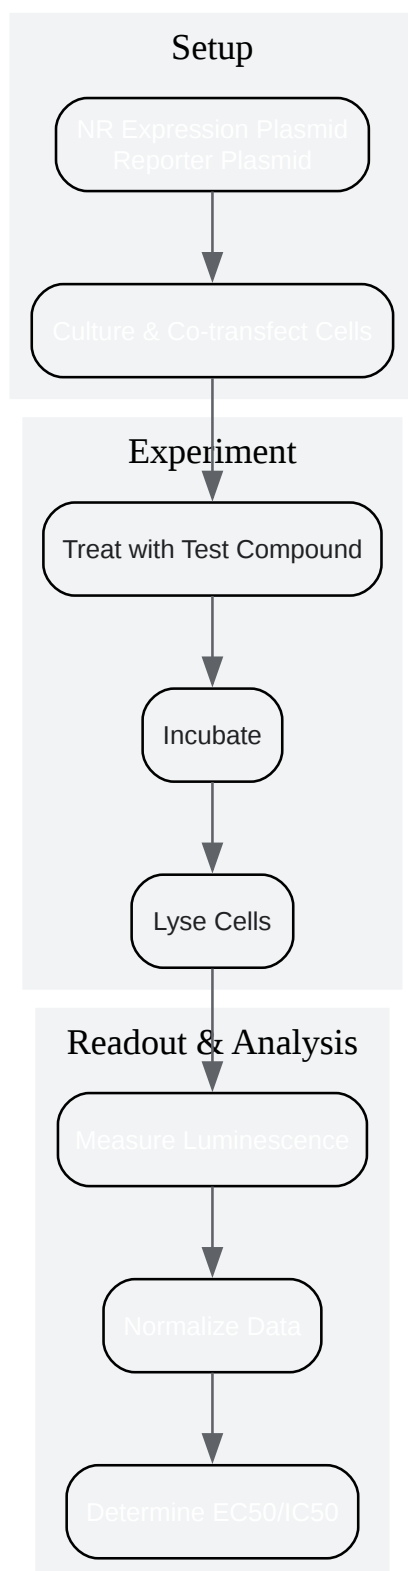 Setup
NR Expression Plasmid
Reporter Plasmid
Culture & Co-transfect Cells
Experiment
Treat with Test Compound
Incubate
Lyse Cells
Readout & Analysis
Measure Luminescence
Normalize Data
Determine EC50/IC50